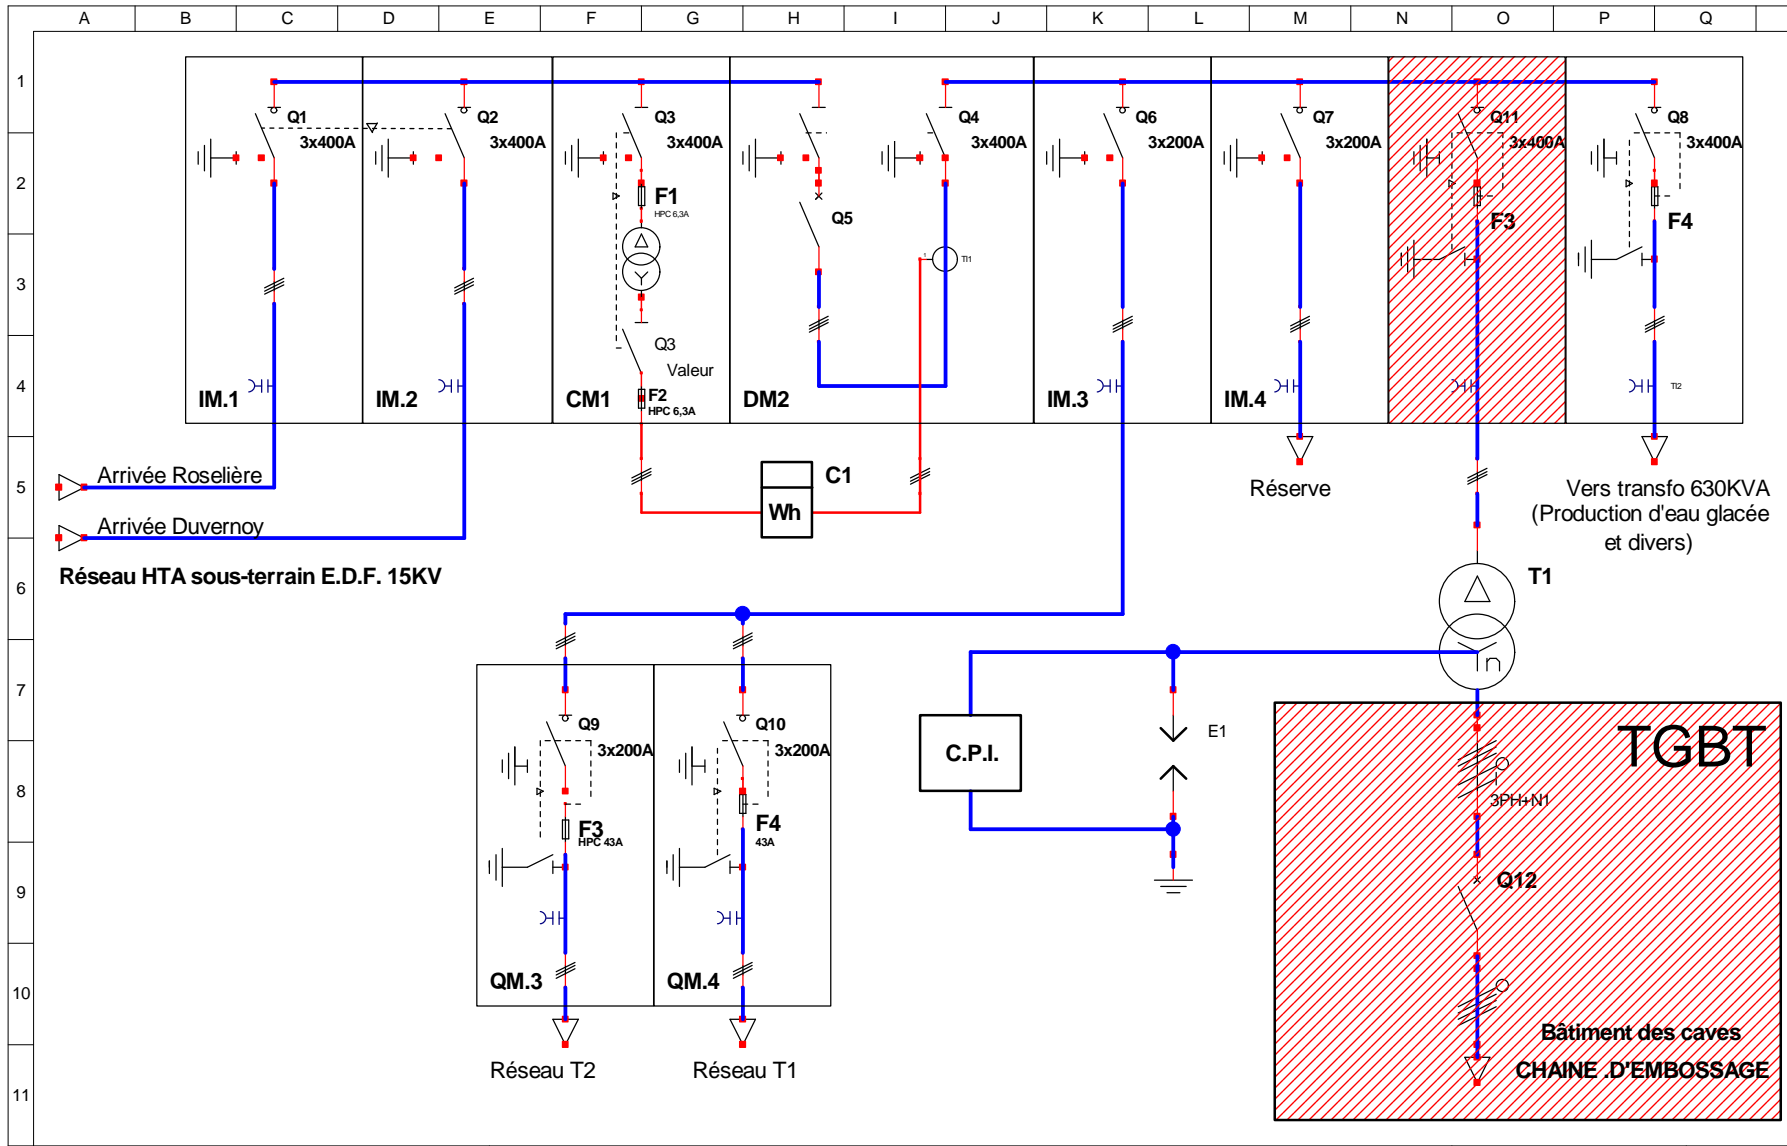 A B C D E F G H I J K L M N O P Q
1
Q1 Q2 Q3 Q4 Q6 Q7 Q11 Q8
3x400A 3x400A 3x400A 3x400A 3x200A 3x200A 3x400A 3x400A
2
F1
HPC 6,3A
Q5 F3 F4
TI1
3
Q3
Valeur
4
IM.1 IM.2 CM1 F2 DM2 IM.3 IM.4 TI2
HPC 6,3A
5
Arrivée Roselière
C1
Wh
Réserve
Vers transfo 630KVA
(Production d'eau glacée
et divers)
Arrivée Duvernoy
Réseau HTA sous-terrain E.D.F. 15KV
6
T1
Yn
7
Q9 Q10
3x200A 3x200A
E1
C.P.I.
TGBT
8
3PH+N1
F3 F4
HPC 43A 43A
9
Q12
QM.3 QM.4
10
Bâtiment des caves
CHAINE .D'EMBOSSAGE
Réseau T2 Réseau T1
11